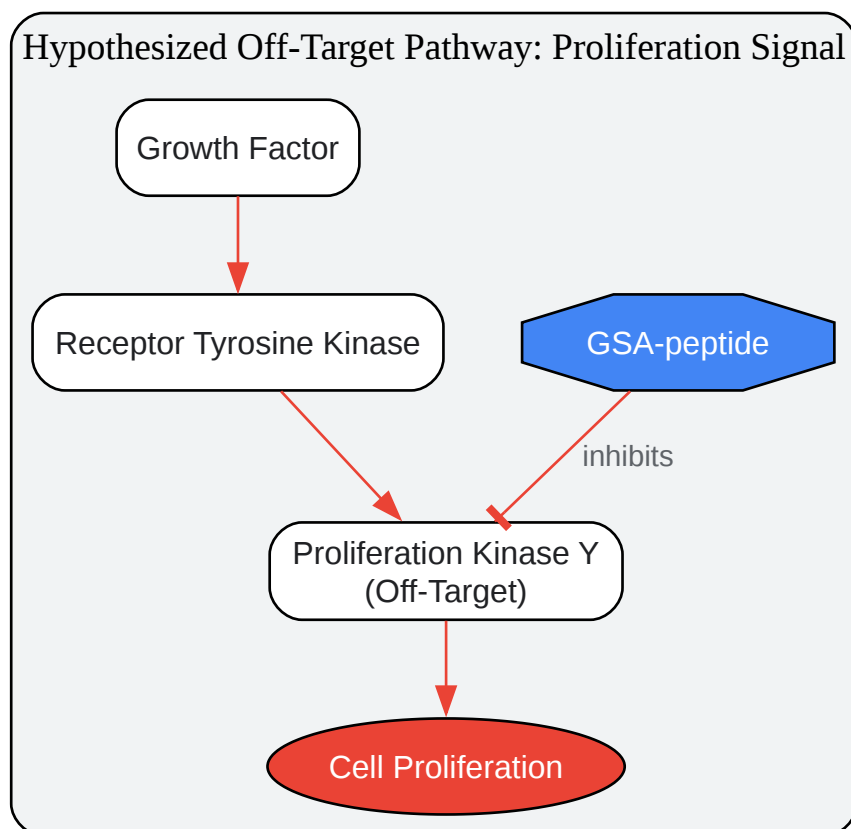 Hypothesized Off-Target Pathway: Proliferation Signal
Growth Factor
Receptor Tyrosine Kinase
GSA-peptide
inhibits
Proliferation Kinase Y
(Off-Target)
Cell Proliferation